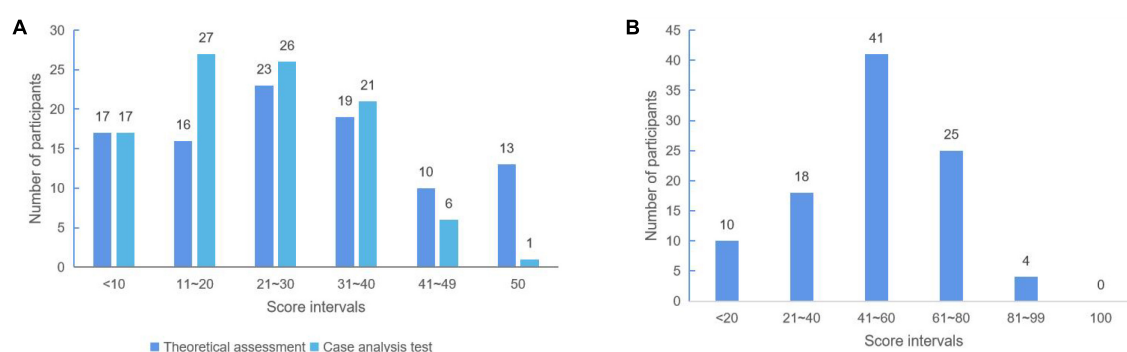 A
30
25
20
15
10
5
0
Number of participants
17 17
16 27
23 26
19 21
10 6
13 1
<10 11~20 21~30 31~40 41~49 50
Score intervals
Theoretical assessment Case analysis test
B
45
40
35
30
25
20
15
10
5
0
Number of participants
10 18 41 25 4 0
<20 21~40 41~60 61~80 81~99 100
Score intervals